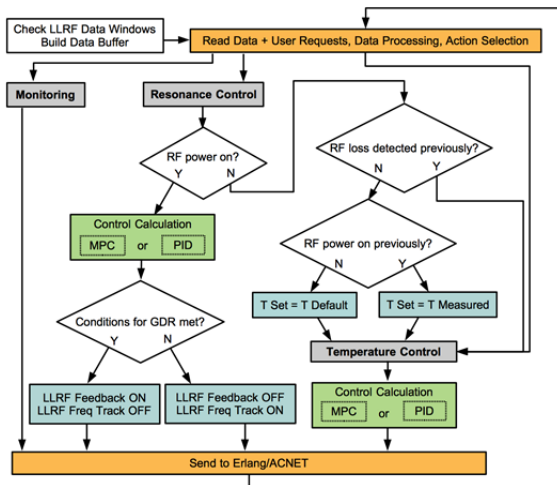 Check LLRF Data Windows
Build Data Buffer
Read Data + User Requests, Data Processing, Action Selection
Monitoring
Resonance Control
RF power on?
Y
N
RF loss detected previously?
N
Y
Control Calculation
MPC or PID
RF power on previously?
N
Y
T Set = T Default
T Set = T Measured
Conditions for GDR met?
Y
N
Temperature Control
LLRF Feedback ON
LLRF Freq Track OFF
LLRF Feedback OFF
LLRF Freq Track ON
Control Calculation
MPC or PID
Send to Erlang/ACNET